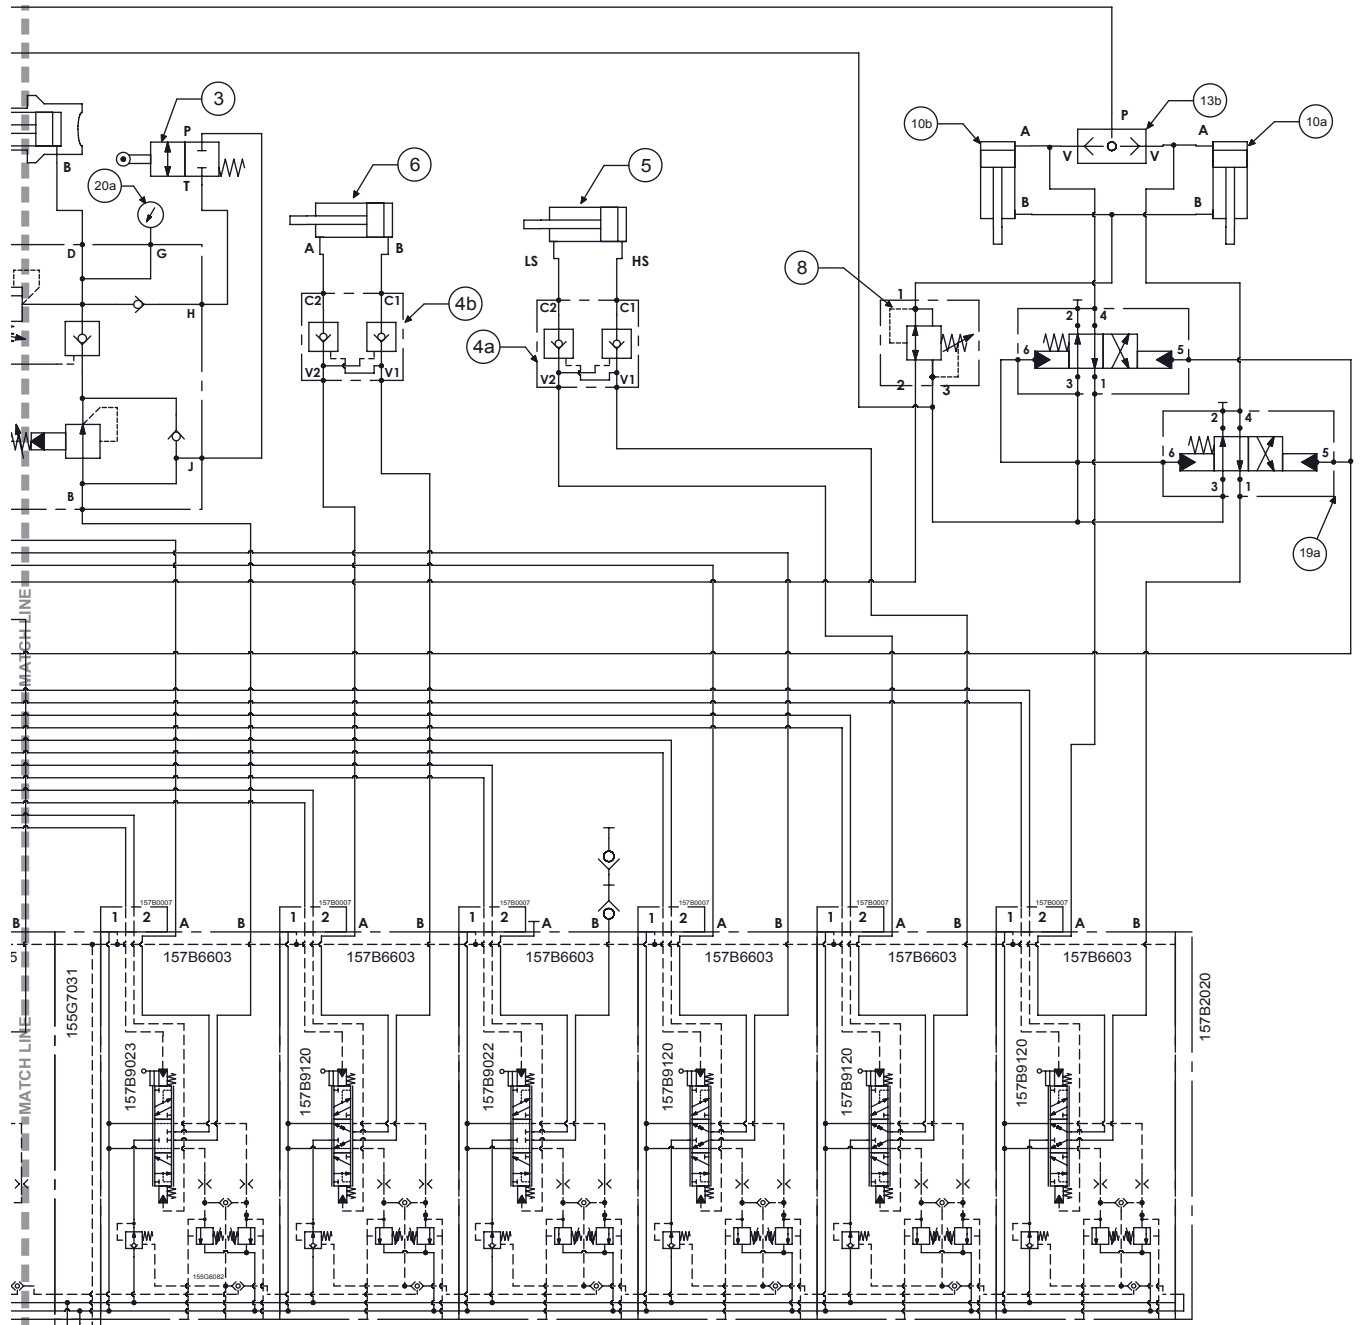 P
3
13b
10b
A
A
10a
P
V
V
B
6
5
T
20a
B
B
A
B
LS
HS
D
G
8
1
H
C2
C1
4b
C2
C1
2
4
4a
6
5
V2
V1
V2
V1
2
3
3
1
2
4
J
6
5
B
3
1
19a
MATCH LINE
157B0007
157B0007
157B0007
157B0007
157B0007
157B0007
B
1 2 A B
1 2 A B
1 2 A B
1 2 A B
1 2 A B
1 2 A B
5
157B6603
157B6603
157B6603
157B6603
157B6603
157B6603
155G7031
157B2020
MATCH LINE
157B9023
157B9120
157B9022
157B9120
157B9120
157B9120
155G6082